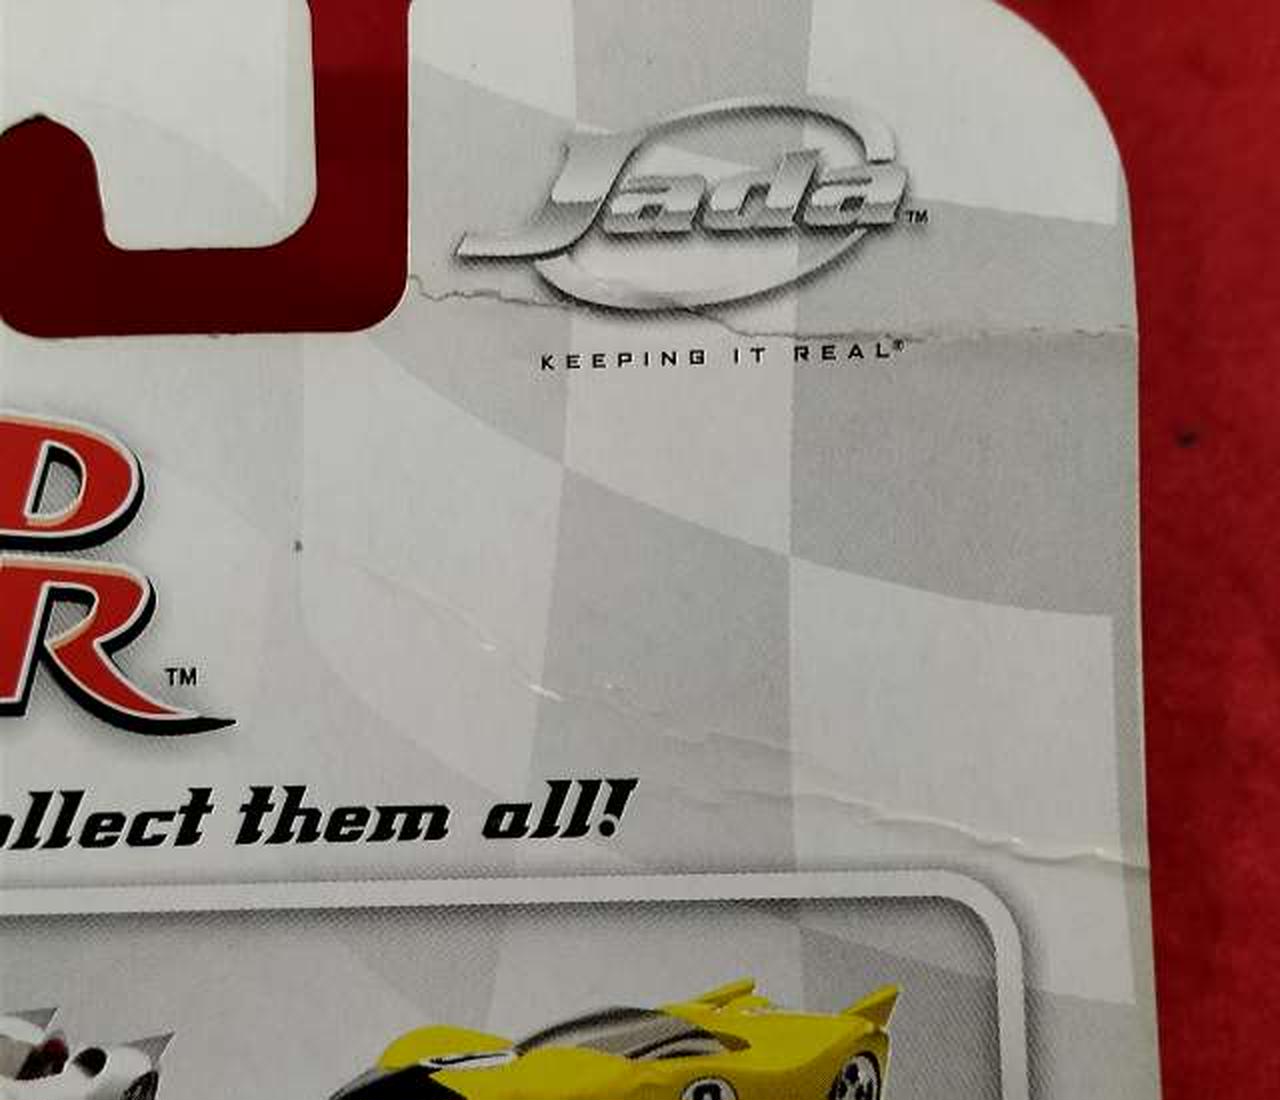 Jada™
KEEPING IT REAL®
D
R™
ollect them all!